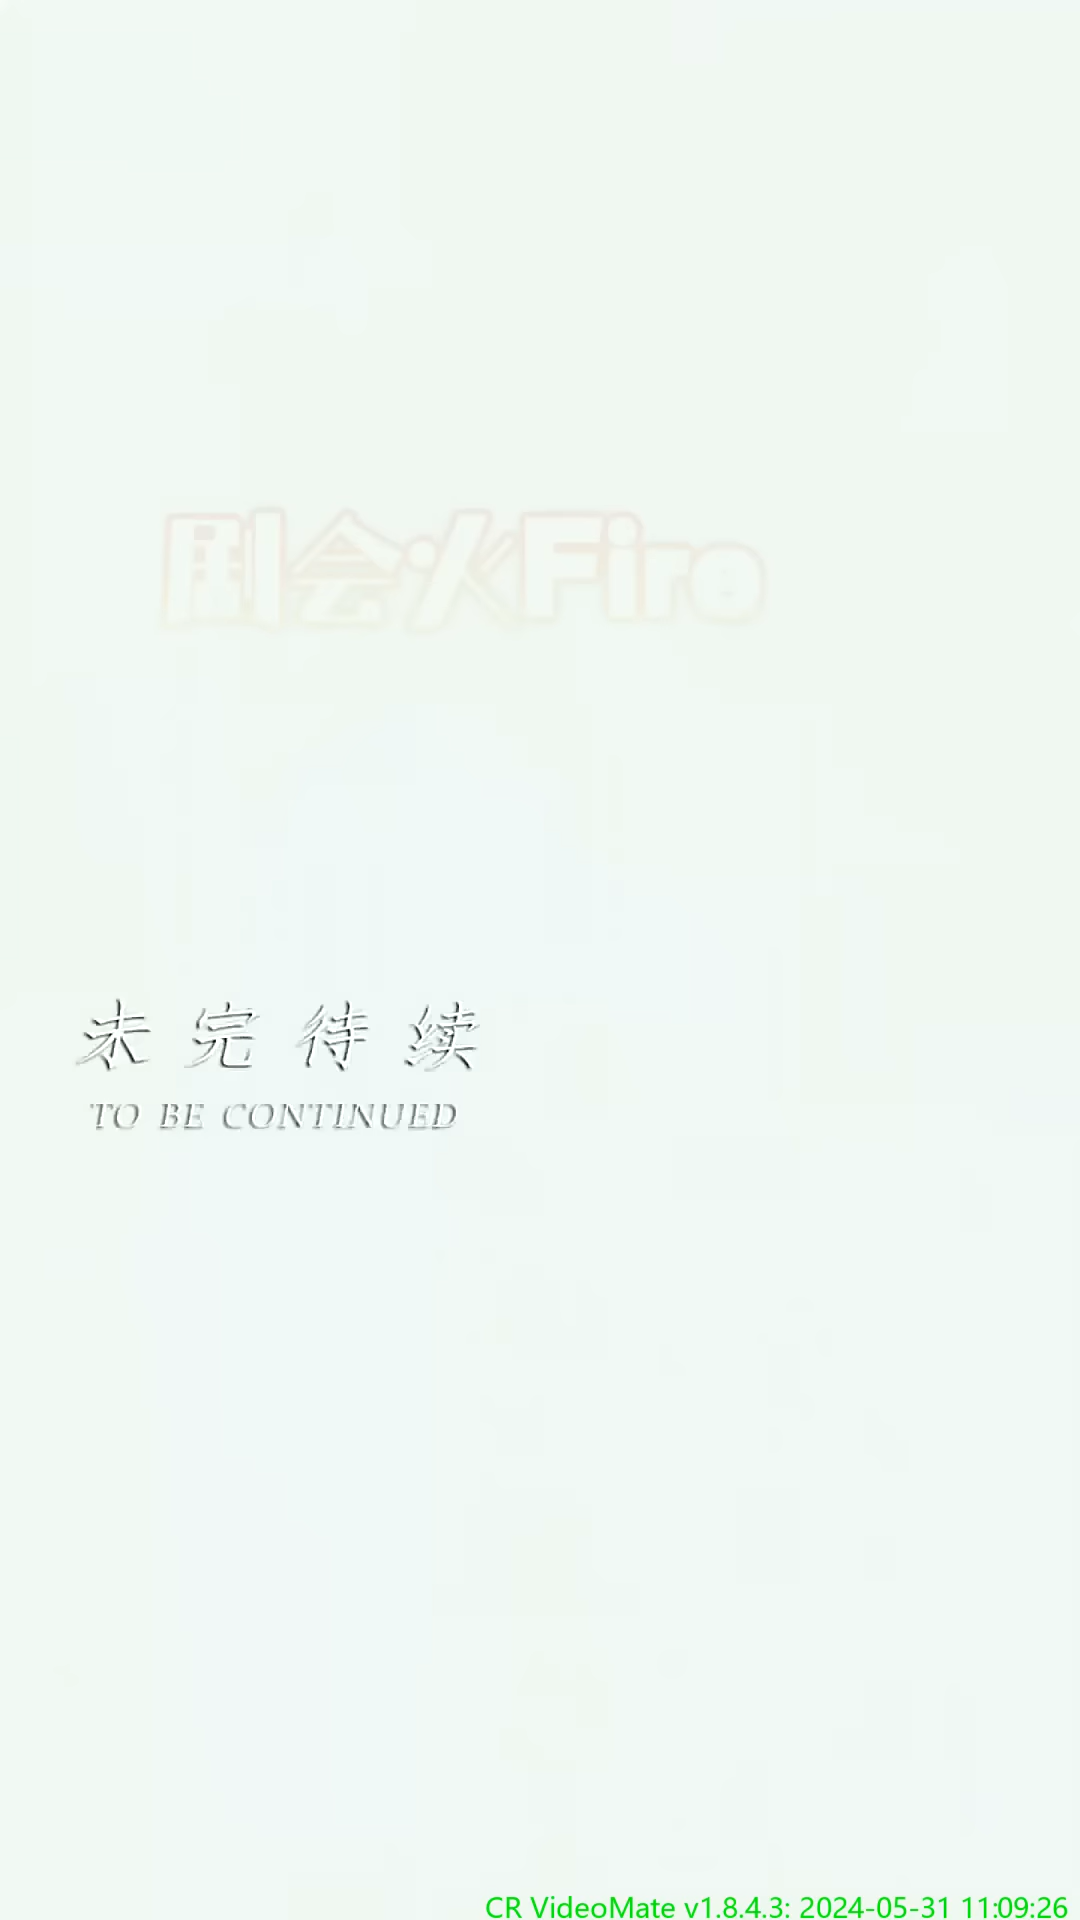 剧会火Fire
未完待续
TO BE CONTINUED
CR VideoMate v1.8.4.3: 2024-05-31 11:09:26